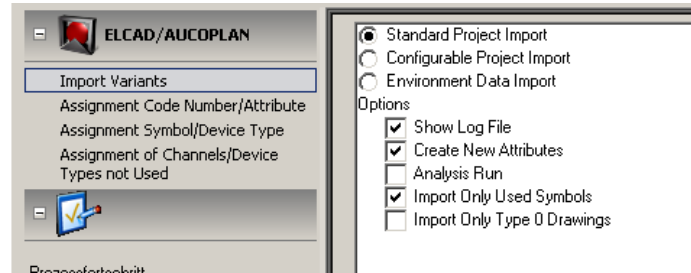 ELCAD/AUCOPLAN
Import Variants
Assignment Code Number/Attribute
Assignment Symbol/Device Type
Assignment of Channels/Device
Types not Used
Prozessfortschritt
Standard Project Import
Configurable Project Import
Environment Data Import
Options
Show Log File
Create New Attributes
Analysis Run
Import Only Used Symbols
Import Only Type 0 Drawings